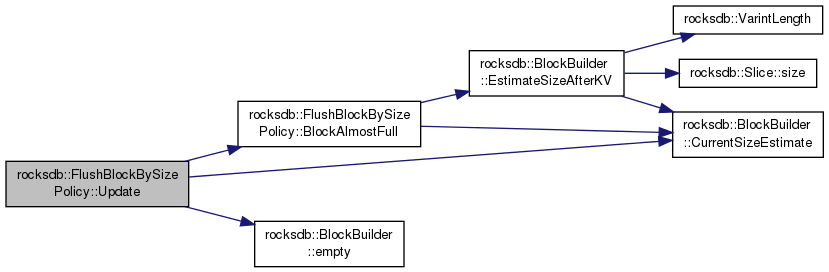 rocksdb::FlushBlockBySize
Policy::Update
rocksdb::FlushBlockBySize
Policy::BlockAlmostFull
rocksdb::BlockBuilder
::EstimateSizeAfterKV
rocksdb::VarintLength
rocksdb::Slice::size
rocksdb::BlockBuilder
::CurrentSizeEstimate
rocksdb::BlockBuilder
::empty